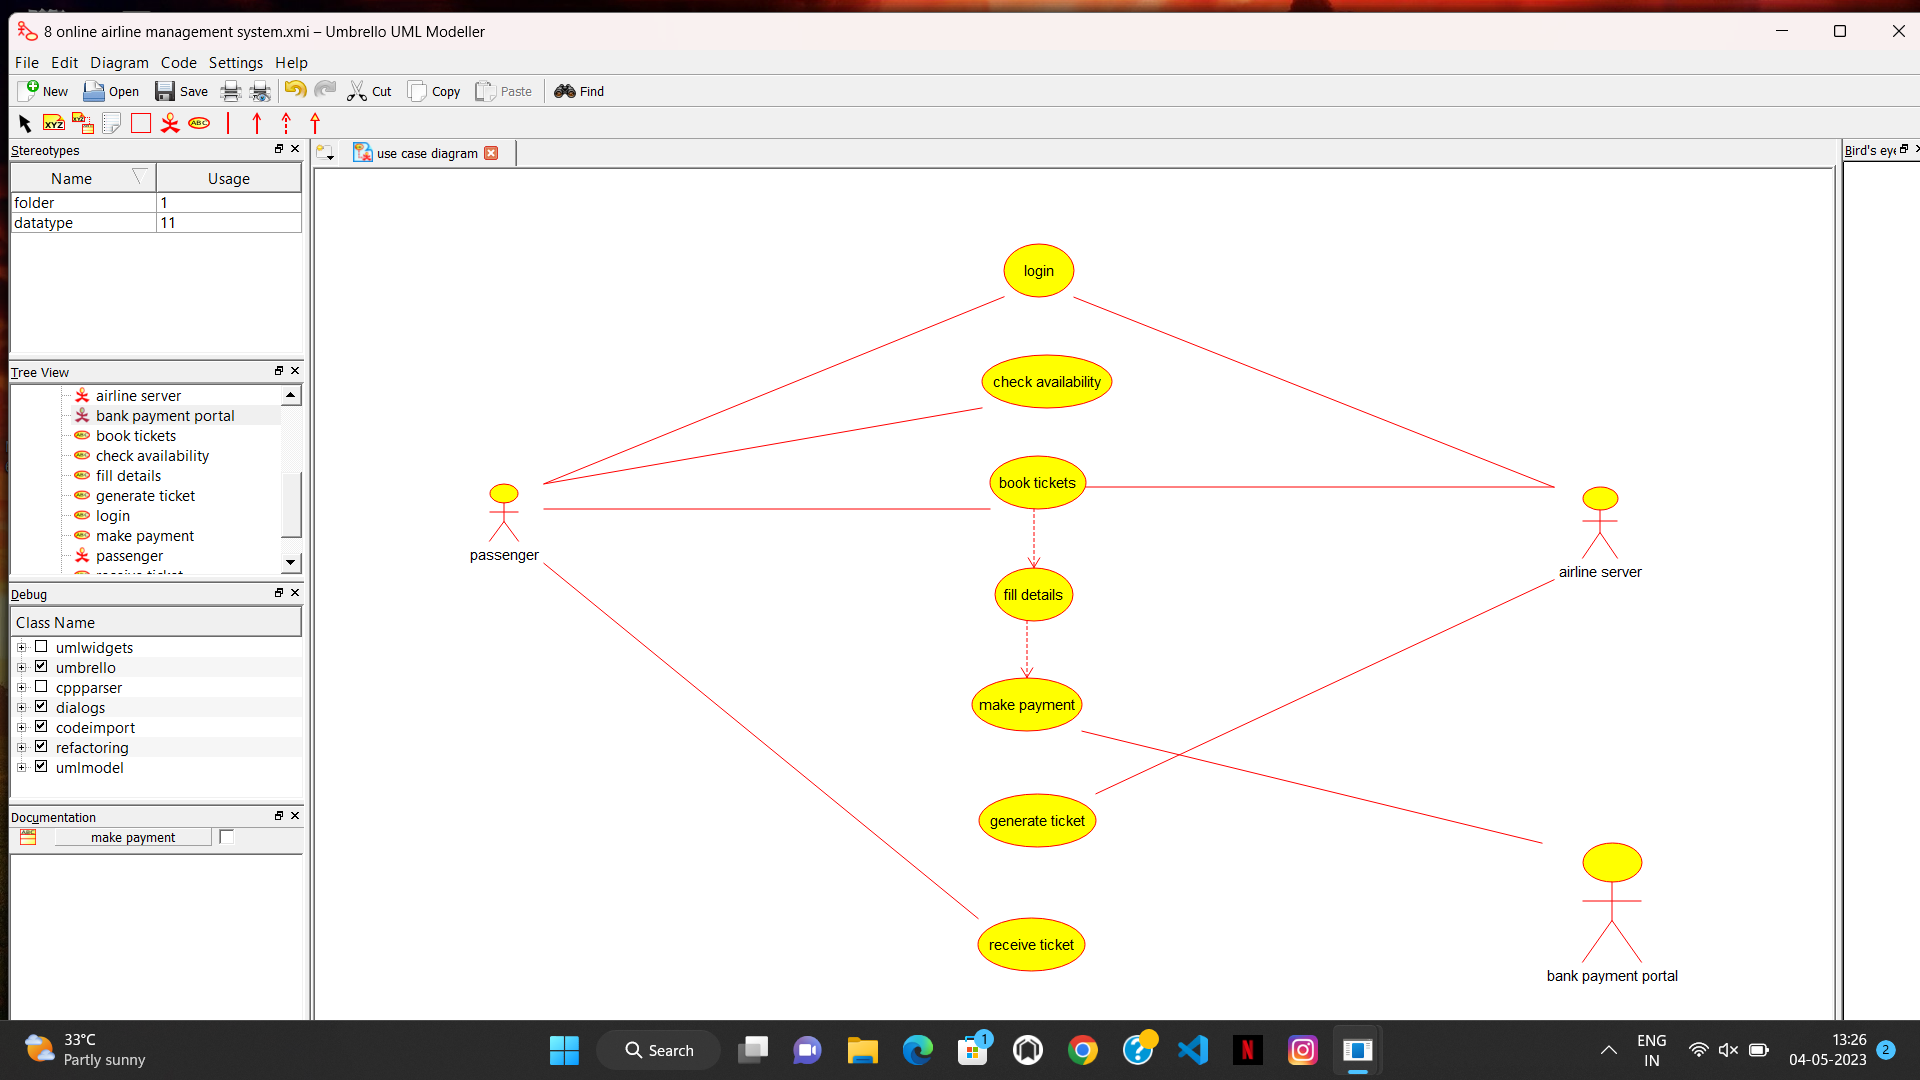 8 online airline management system.xmi – Umbrello UML Modeller
File Edit Diagram Code Settings Help
New Open Save Cut Copy Paste Find
XYZ ABC
Stereotypes
use case diagram
Bird's eye
Name Usage
folder 1
datatype 11
login
check availability
book tickets
passenger
airline server
fill details
make payment
generate ticket
receive ticket
bank payment portal
Tree View
airline server
bank payment portal
book tickets
check availability
fill details
generate ticket
login
make payment
passenger
receive ticket
Debug
Class Name
umlwidgets
umbrello
cppparser
dialogs
codeimport
refactoring
umlmodel
Documentation
make payment
33°C
Partly sunny
Search
1
ENG
IN
13:26
04-05-2023
2